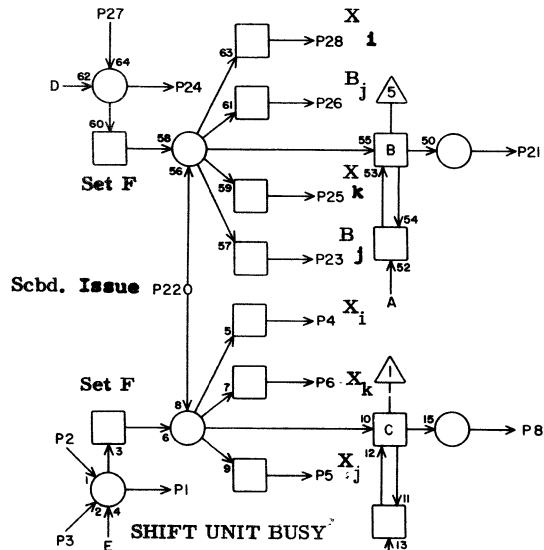 P27
X
i
P28
63
64
62
D
P24
B
j
5
60
61
P26
58
55
B
50
P21
56
53
Set F
59
X
k
P25
54
57
B
j
P23
52
A
Scbd. Issue P22
X i
5
P4
1
Set F
8
7
P6
X k
P2
3
6
10
C
15
P8
12
9
P5
X j
11
1
2
4
P1
P3
E
SHIFT UNIT BUSY
13